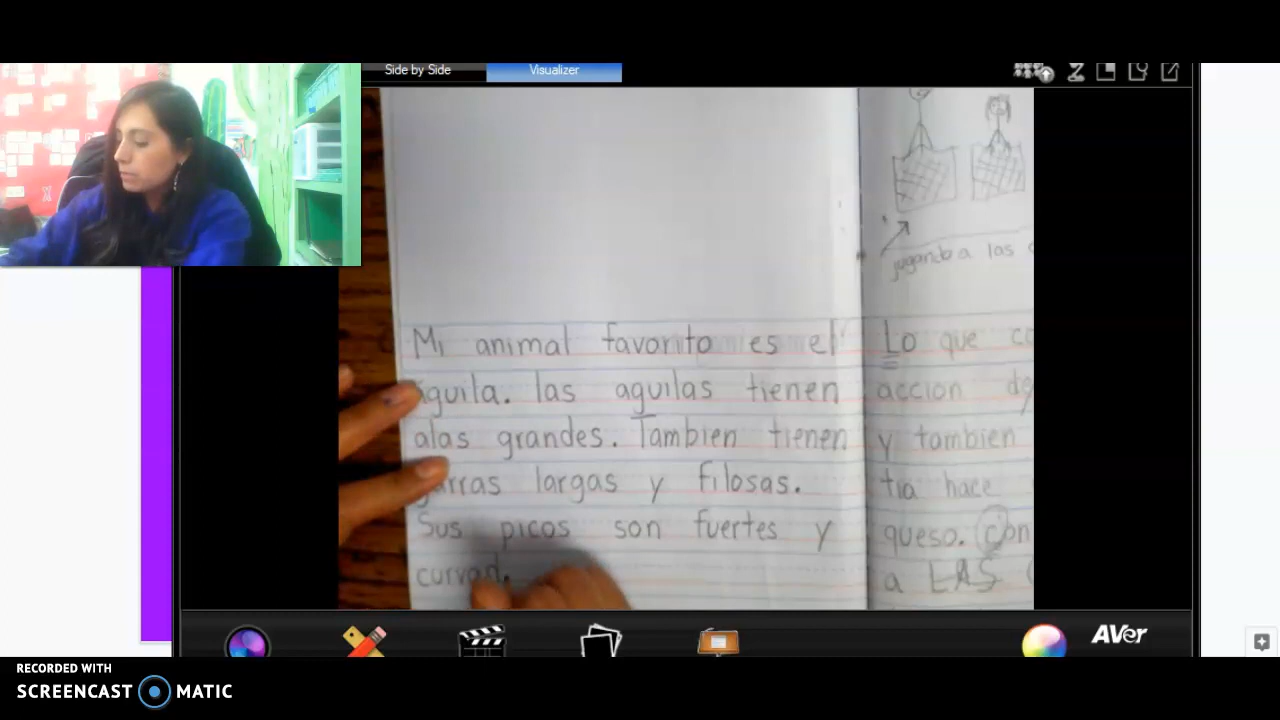 Side by Side
Visualizer
jugando a las
Mi animal favorito es el
águila. las aguilas tienen
alas grandes. Tambien tienen
garras largas y filosas.
Sus picos son fuertes y
curvad.
Lo que
accion
y tambien
tia hace
queso. con
a LAS
AVer
RECORDED WITH
SCREENCAST MATIC